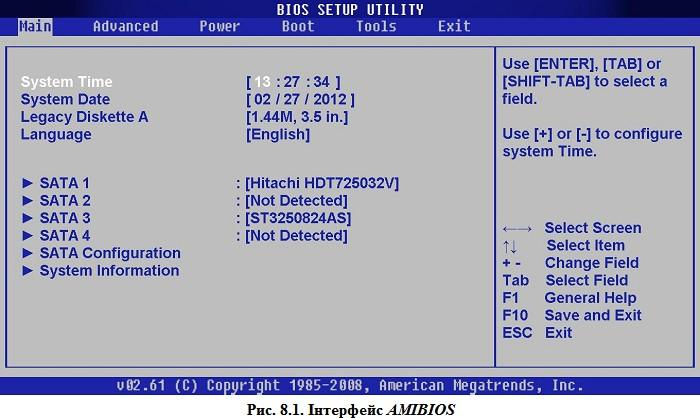 BIOS SETUP UTILITY
Main Advanced Power Boot Tools Exit
System Time [ 13 : 27 : 34 ]
System Date [ 02 / 27 / 2012 ]
Legacy Diskette A [1.44M, 3.5 in.]
Language [English]
► SATA 1 : [Hitachi HDT725032V]
► SATA 2 : [Not Detected]
► SATA 3 : [ST3250824AS]
► SATA 4 : [Not Detected]
► SATA Configuration
► System Information
Use [ENTER], [TAB] or
[SHIFT-TAB] to select a
field.
Use [+] or [-] to configure
system Time.
←→ Select Screen
↑↓ Select Item
+ - Change Field
Tab Select Field
F1 General Help
F10 Save and Exit
ESC Exit
v02.61 (C) Copyright 1985-2008, American Megatrends, Inc.
Рис. 8.1. Інтерфейс AMIBIOS